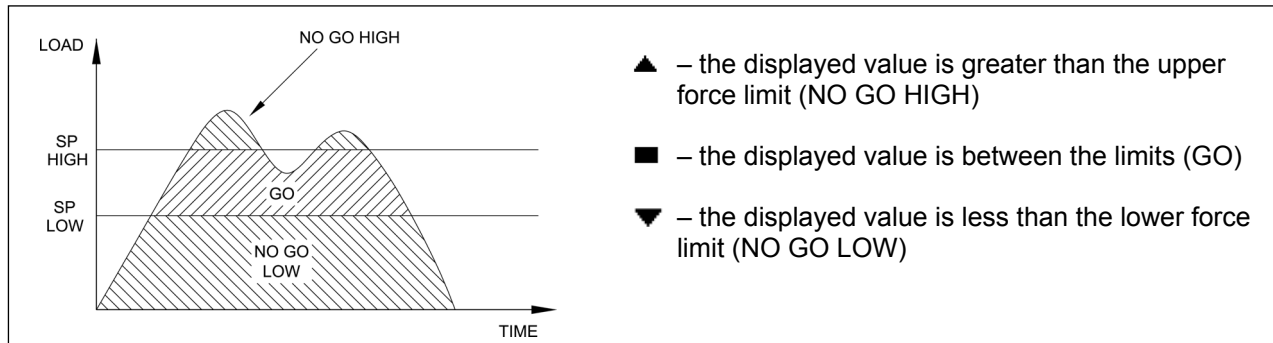 LOAD
NO GO HIGH
SP
HIGH
GO
SP
LOW
NO GO
LOW
TIME
– the displayed value is greater than the upper
force limit (NO GO HIGH)
– the displayed value is between the limits (GO)
– the displayed value is less than the lower force
limit (NO GO LOW)